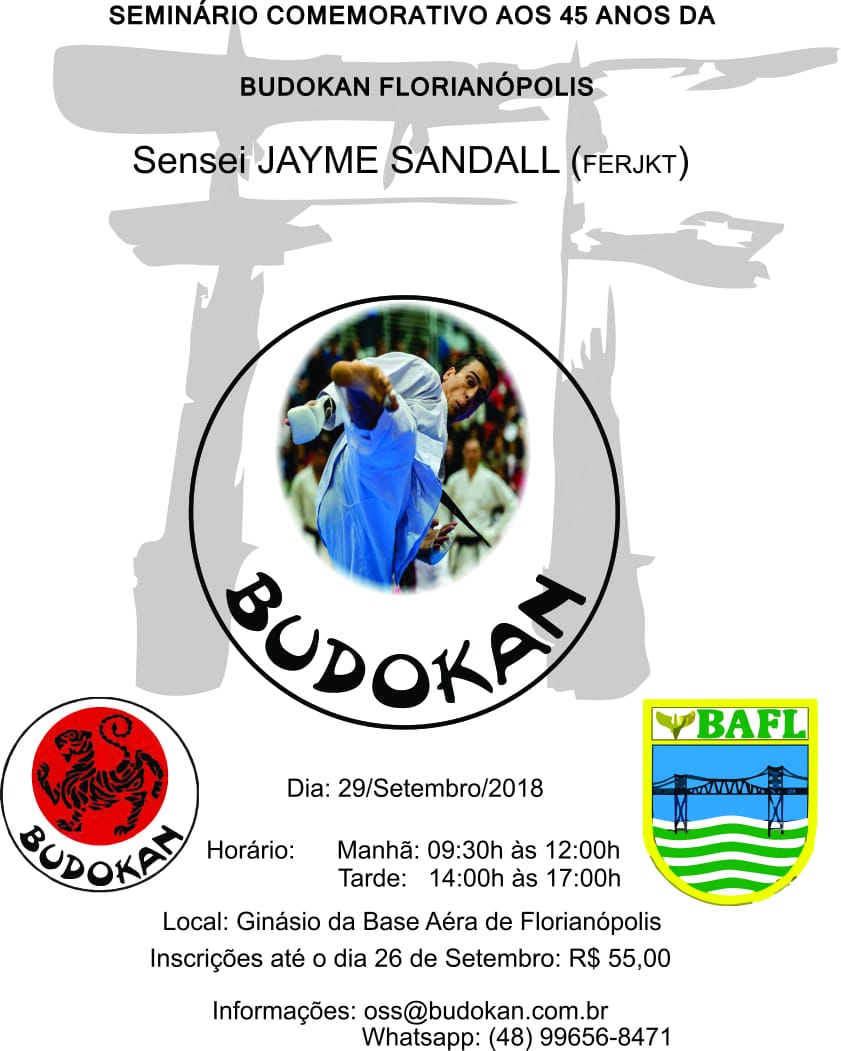 SEMINÁRIO COMEMORATIVO AOS 45 ANOS DA
BUDOKAN FLORIANÓPOLIS
Sensei JAYME SANDALL (FERJKT)
BUDOKAN
BUDOKAN
BAFL
Dia: 29/Setembro/2018
Horário: Manhã: 09:30h às 12:00h
Tarde: 14:00h às 17:00h
Local: Ginásio da Base Aéra de Florianópolis
Inscrições até o dia 26 de Setembro: R$ 55,00
Informações: oss@budokan.com.br
Whatsapp: (48) 99656-8471